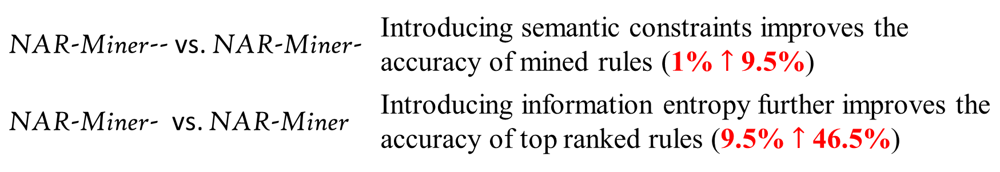 NAR-Miner-- vs. NAR-Miner-
Introducing semantic constraints improves the
accuracy of mined rules (1% ↑ 9.5%)
NAR-Miner- vs. NAR-Miner
Introducing information entropy further improves the
accuracy of top ranked rules (9.5% ↑ 46.5%)